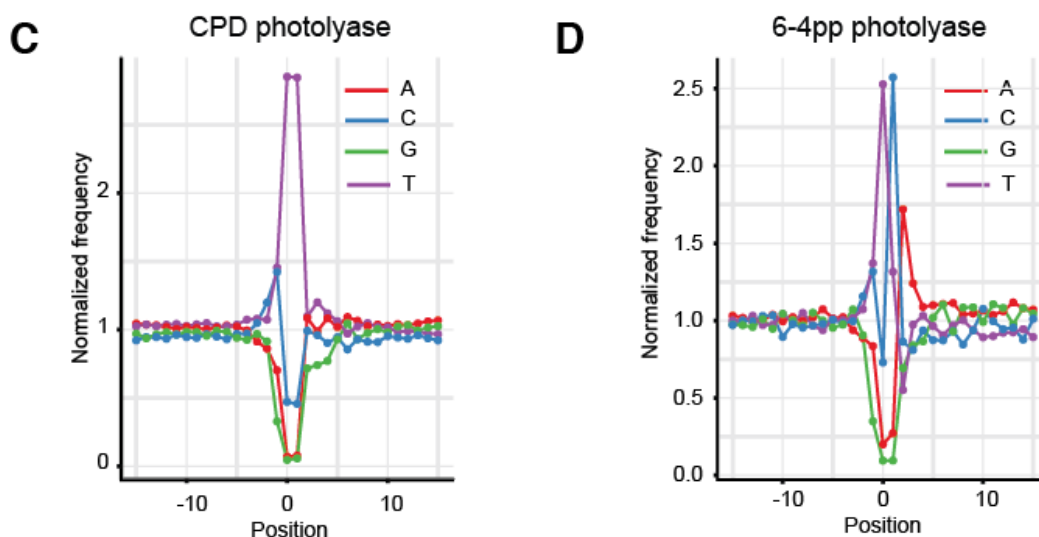 C
CPD photolyase
Normalized frequency
2
1
0
A
C
G
T
-10
0
10
Position
D
6-4pp photolyase
Normalized frequency
2.5
2.0
1.5
1.0
0.5
0.0
A
C
G
T
-10
0
10
Position